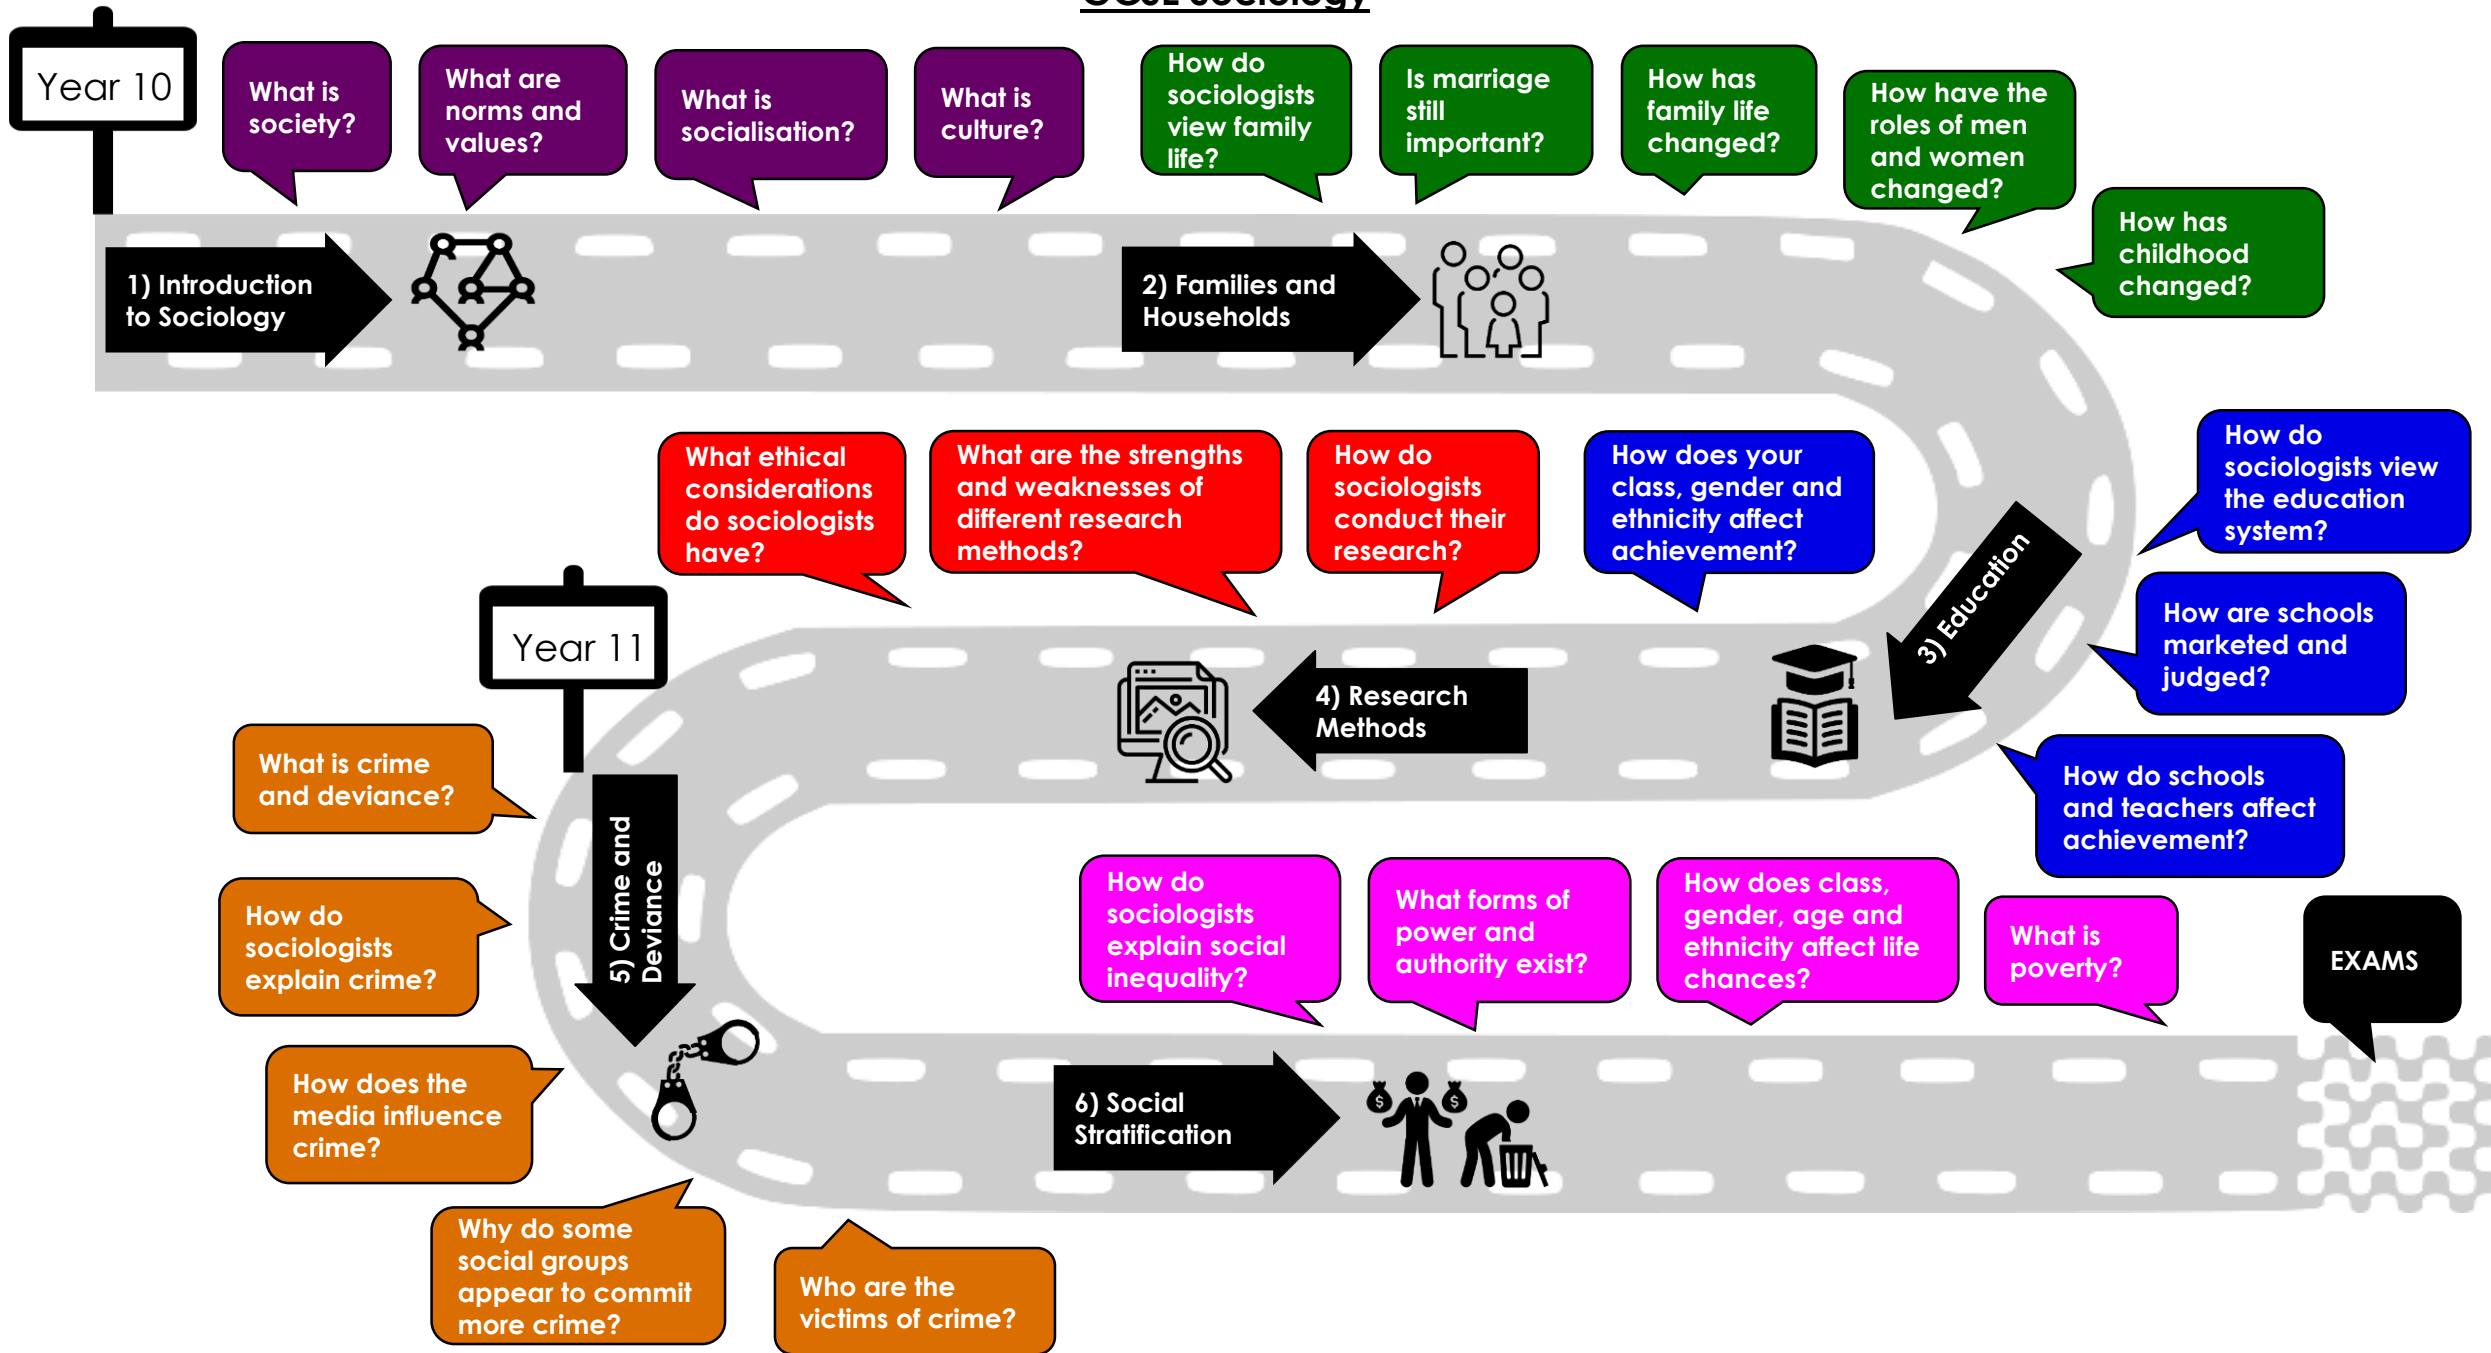 GCSE Sociology
Year 10
What is
society?
What are
norms and
values?
What is
socialisation?
What is
culture?
How do
sociologists
view family
life?
Is marriage
still
important?
How has
family life
changed?
How have the
roles of men
and women
changed?
How has
childhood
changed?
1) Introduction
to Sociology
2) Families and
Households
How do
sociologists view
the education
system?
How are schools
marketed and
judged?
How do schools
and teachers affect
achievement?
3) Education
How does your
class, gender and
ethnicity affect
achievement?
How do
sociologists
conduct their
research?
What are the strengths
and weaknesses of
different research
methods?
What ethical
considerations
do sociologists
have?
4) Research
Methods
Year 11
What is crime
and deviance?
How do
sociologists
explain crime?
How does the
media influence
crime?
Why do some
social groups
appear to commit
more crime?
Who are the
victims of crime?
5) Crime and
Deviance
How do
sociologists
explain social
inequality?
What forms of
power and
authority exist?
How does class,
gender, age and
ethnicity affect life
chances?
What is
poverty?
EXAMS
6) Social
Stratification
$ $